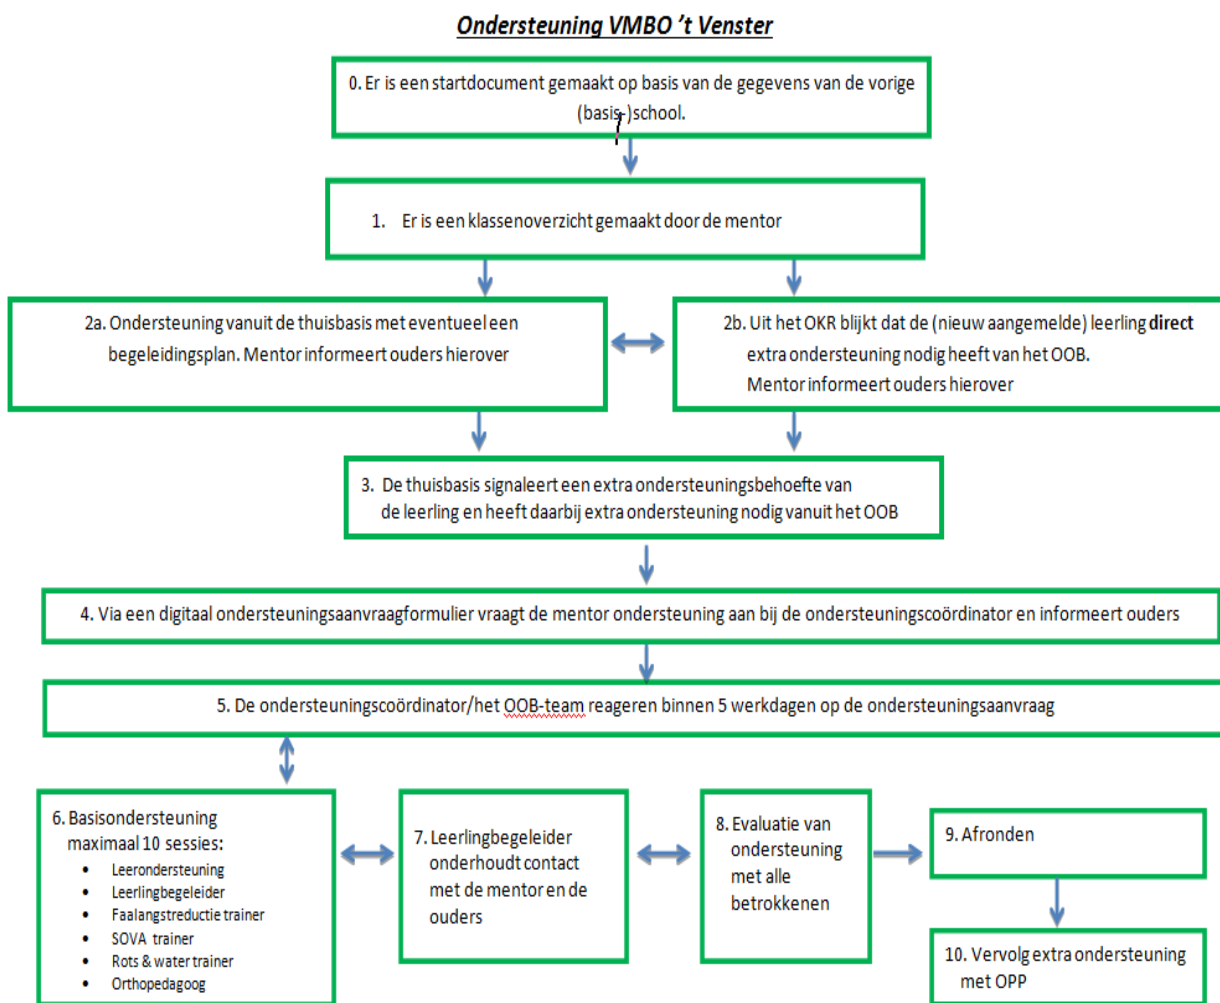 Ondersteuning VMBO ’t Venster
0. Er is een startdocument gemaakt op basis van de gegevens van de vorige
(basis-)school.
1. Er is een klassenoverzicht gemaakt door de mentor
2a. Ondersteuning vanuit de thuisbasis met eventueel een
begeleidingsplan. Mentor informeert ouders hierover
2b. Uit het OKR blijkt dat de (nieuw aangemelde) leerling direct
extra ondersteuning nodig heeft van het OOB.
Mentor informeert ouders hierover
3. De thuisbasis signaleert een extra ondersteuningsbehoefte van
de leerling en heeft daarbij extra ondersteuning nodig vanuit het OOB
4. Via een digitaal ondersteuningsaanvraagformulier vraagt de mentor ondersteuning aan bij de ondersteuningscoördinator en informeert ouders
5. De ondersteuningscoördinator/het OOB-team reageren binnen 5 werkdagen op de ondersteuningsaanvraag
6. Basisondersteuning
maximaal 10 sessies:
• Leerondersteuning
• Leerlingbegeleider
• Faalangstreductie trainer
• SOVA trainer
• Rots & water trainer
• Orthopedagoog
7. Leerlingbegeleider
onderhoudt contact
met de mentor en de
ouders
8. Evaluatie van
ondersteuning
met alle
betrokkenen
9. Afronden
10. Vervolg extra ondersteuning
met OPP